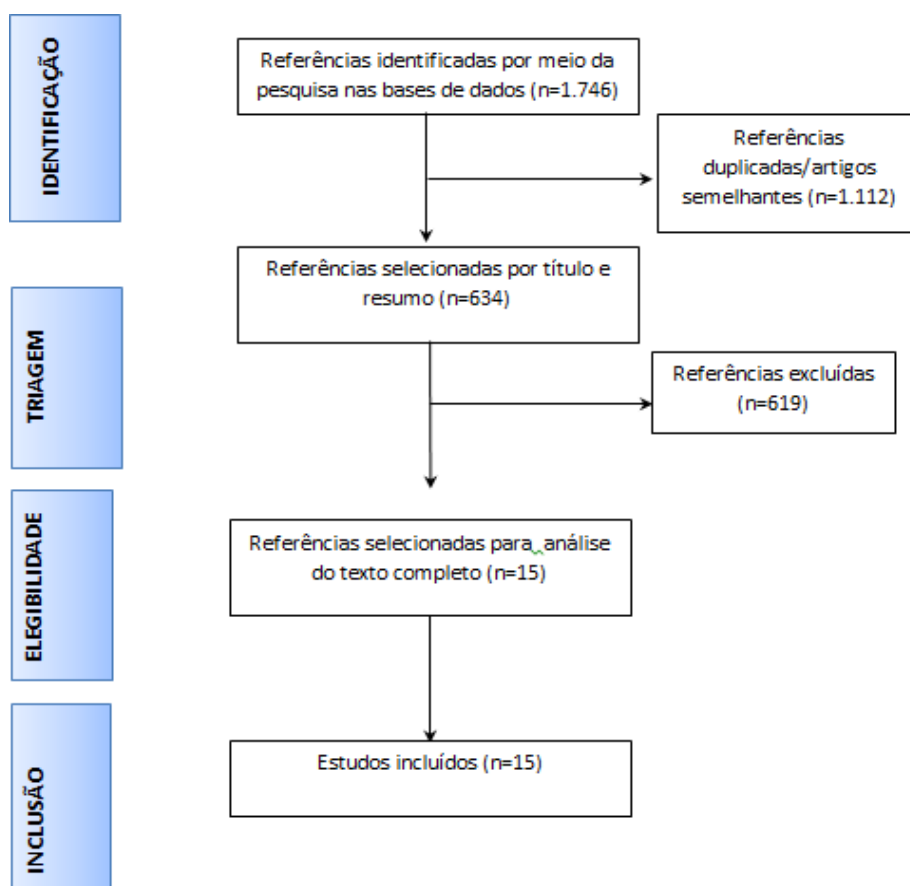 IDENTIFICAÇÃO
Referências identificadas por meio da
pesquisa nas bases de dados (n=1.746)
Referências
duplicadas/artigos
semelhantes (n=1.112)
TRIAGEM
Referências selecionadas por título e
resumo (n=634)
Referências excluídas
(n=619)
ELEGIBILIDADE
Referências selecionadas para análise
do texto completo (n=15)
INCLUSÃO
Estudos incluídos (n=15)